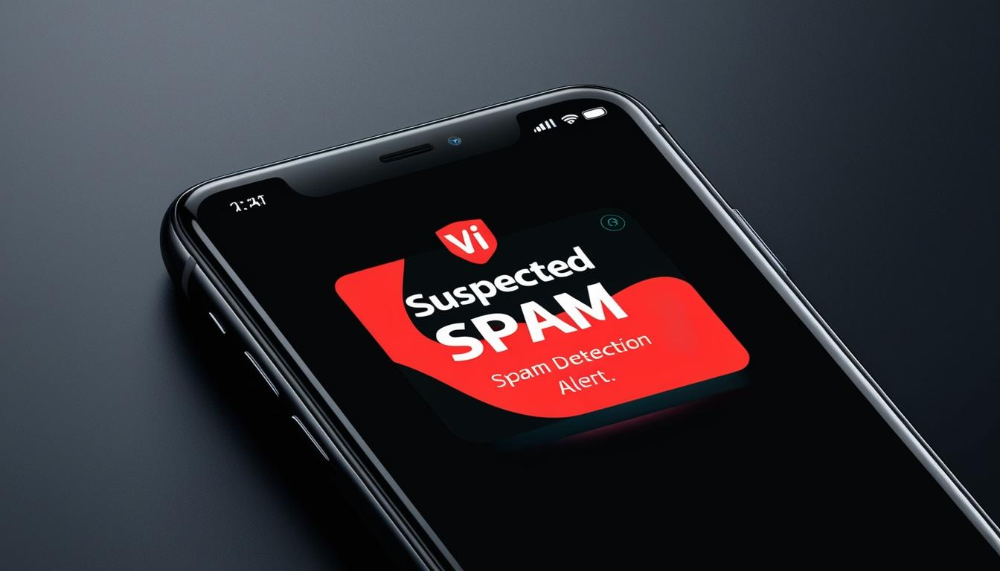 Vi
Suspected
SPAM
Spam Detection
Alert.